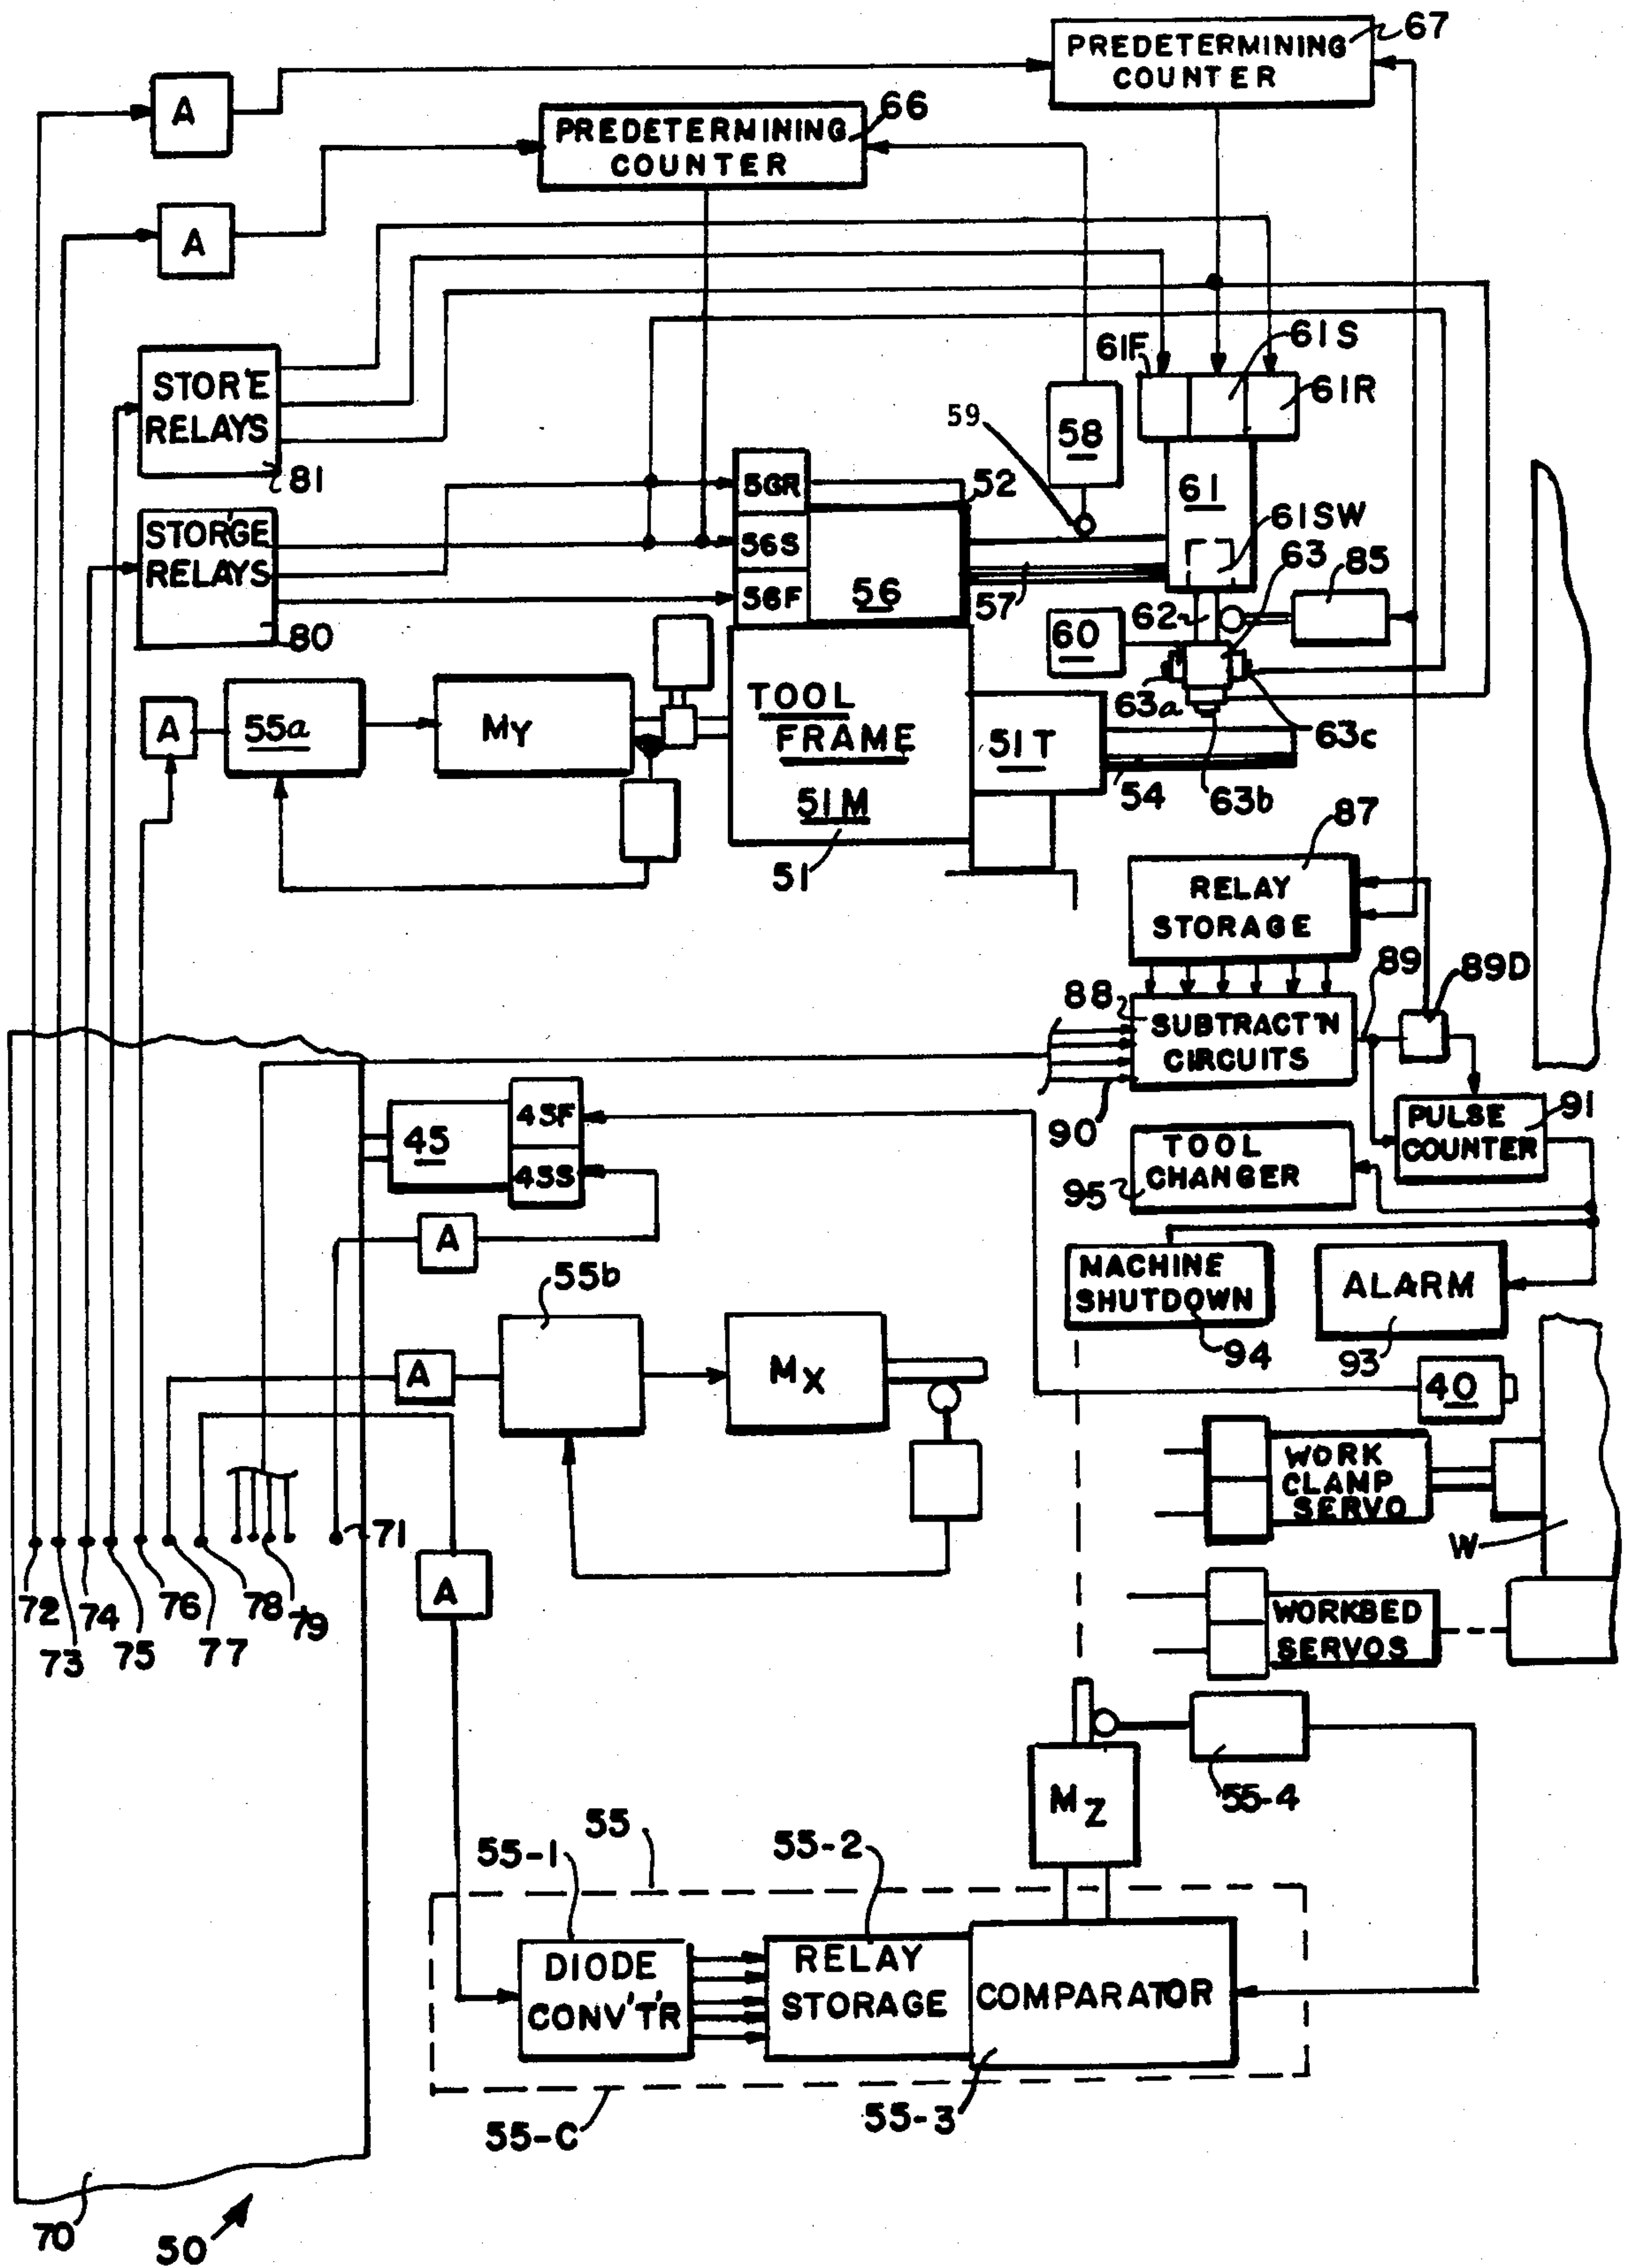 67
PREDETERMINING
COUNTER
A
66
PREDETERMINING
COUNTER
A
61F
61S
61R
STOR'E
RELAYS
81
59
58
61
56R
52
61SW
STOR'GE
RELAYS
56S
63
85
56F
56
57
62
80
60
63a
A
55a
MY
TOOL
FRAME
51T
63c
51M
54
63b
51
87
RELAY
STORAGE
88
89
89D
SUBTRACT'N
CIRCUITS
45
45F
45S
90
PULSE
COUNTER
91
TOOL
CHANGER
95
A
MACHINE
SHUTDOWN
94
ALARM
93
55b
A
MX
40
WORK
CLAMP
SERVO
W
71
72
73
74
75
76
77
78
79
A
WORKBED
SERVOS
MZ
55-4
55
55-1
55-2
DIODE
CONV'T'R
RELAY
STORAGE
COMPARATOR
55-3
55-C
70
50